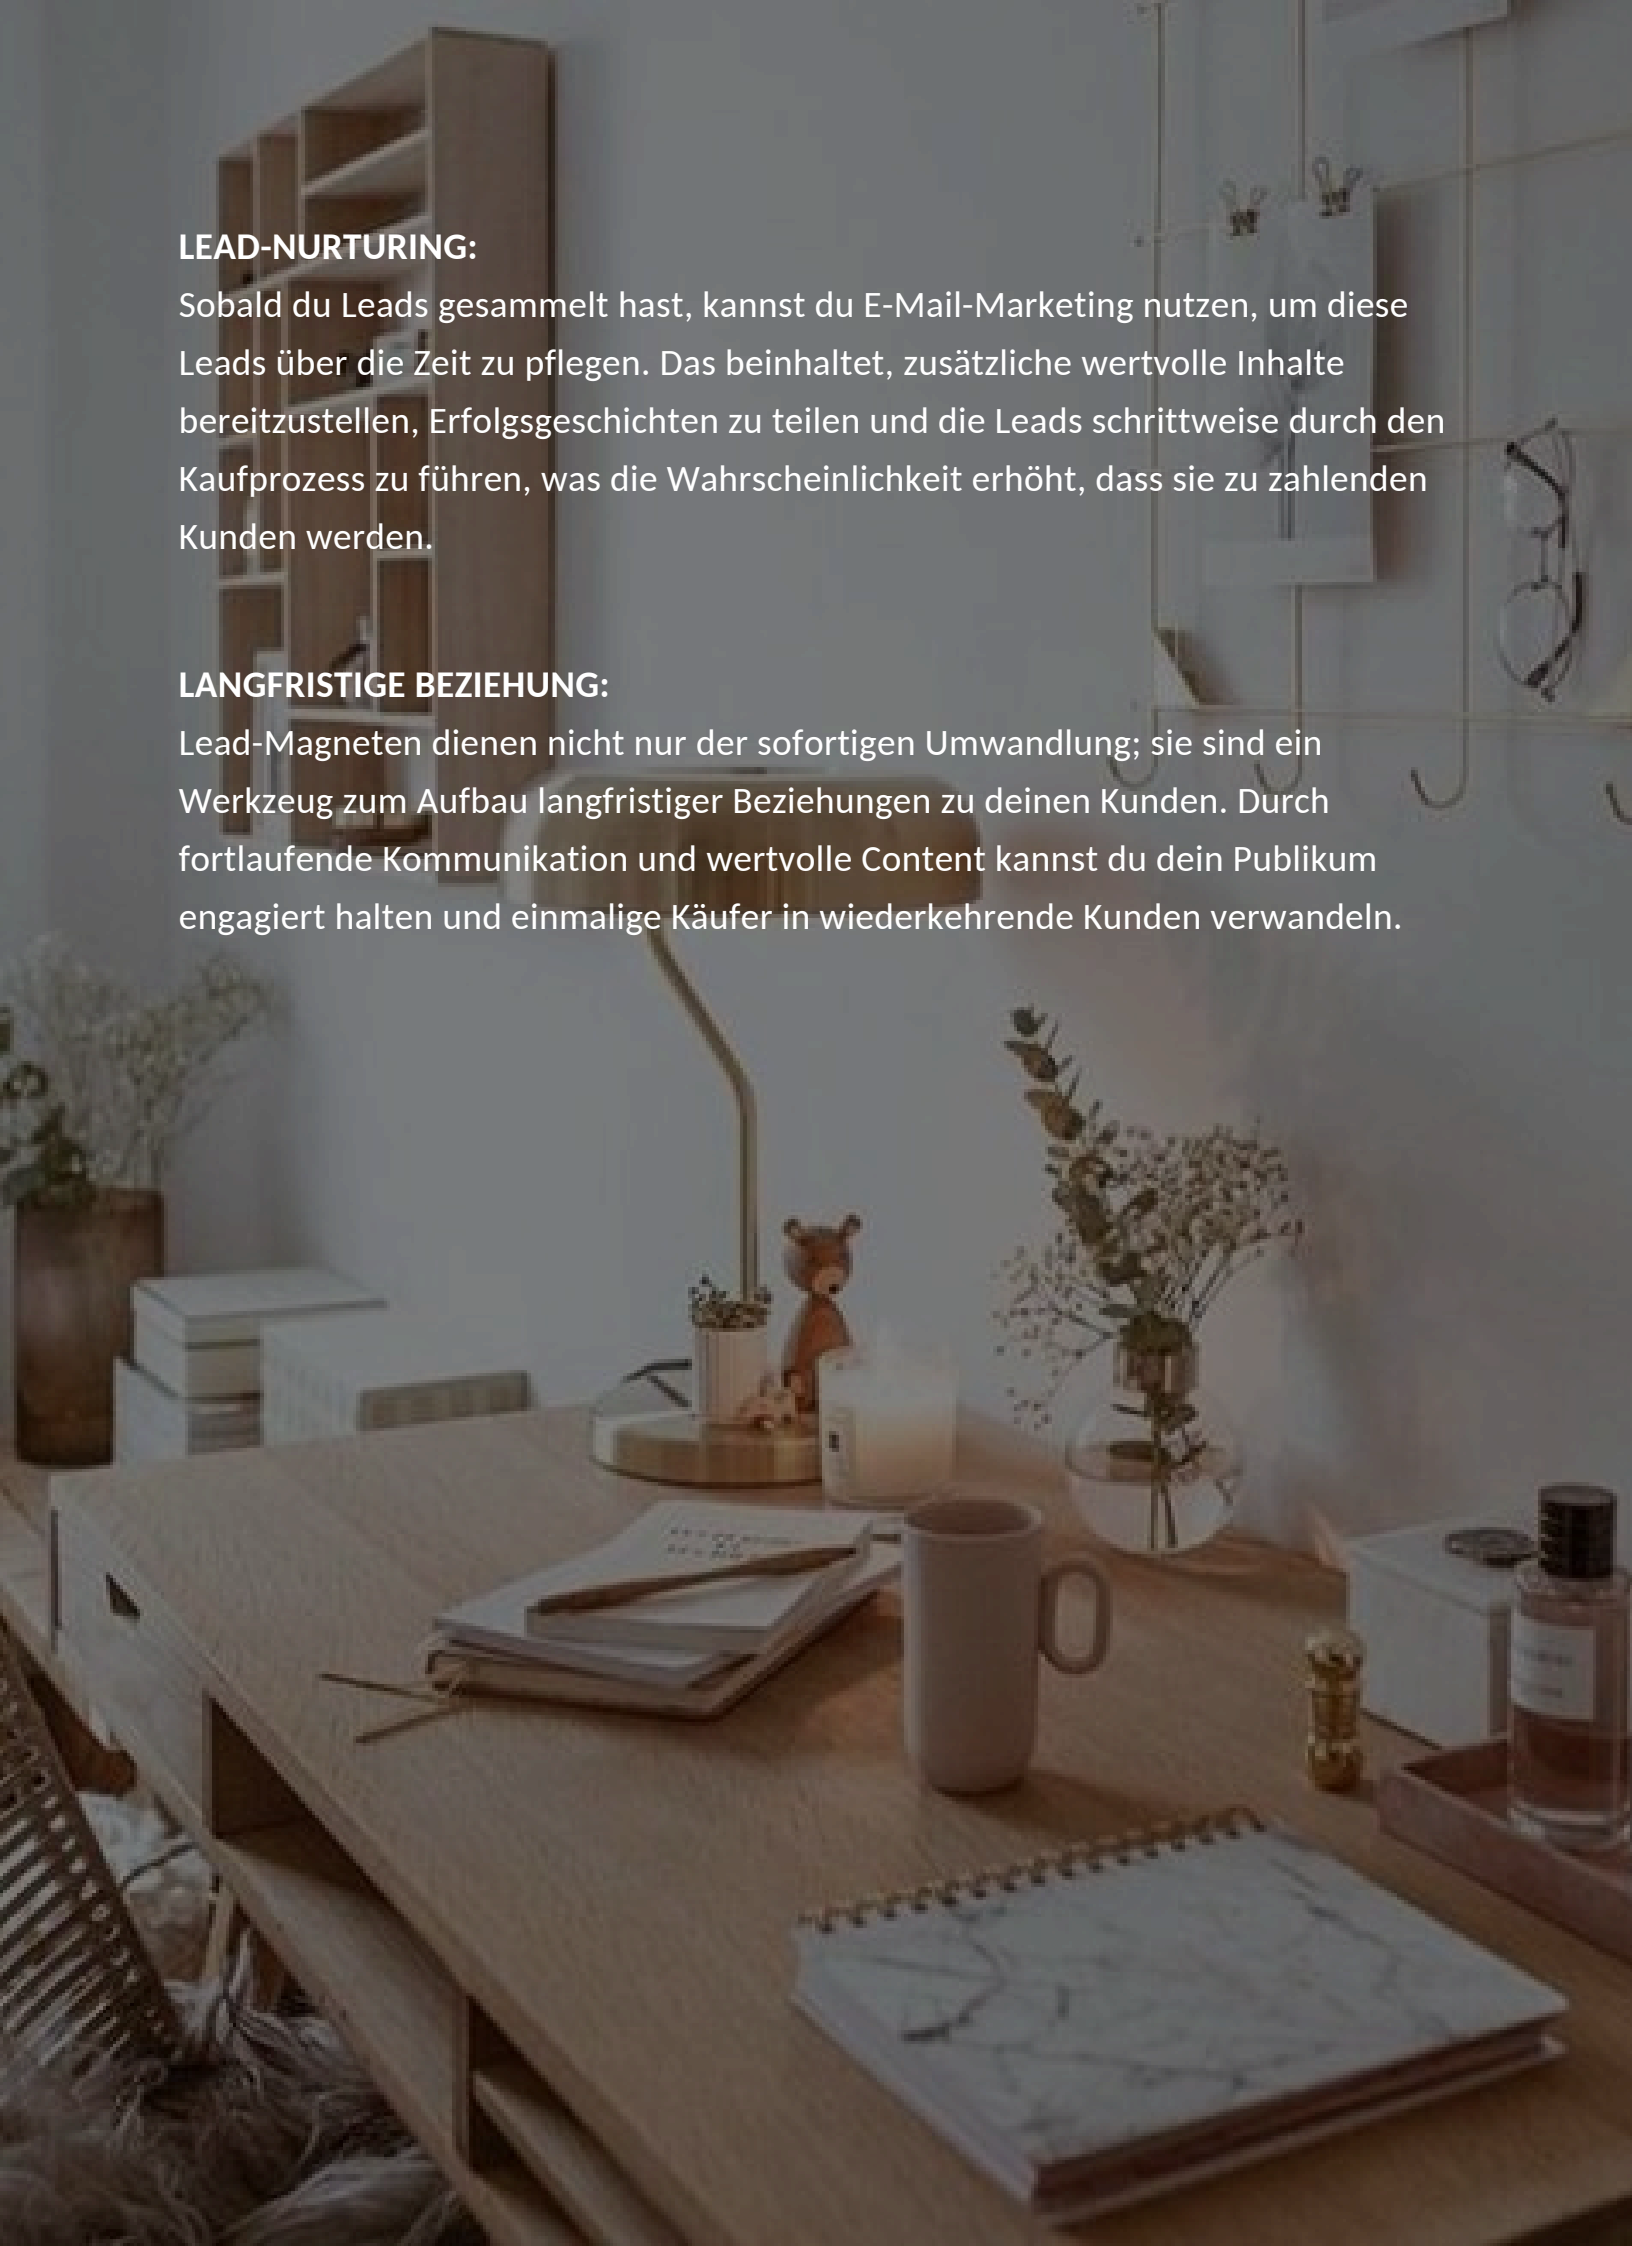 LEAD-NURTURING:
Sobald du Leads gesammelt hast, kannst du E-Mail-Marketing nutzen, um diese
Leads über die Zeit zu pflegen. Das beinhaltet, zusätzliche wertvolle Inhalte
bereitzustellen, Erfolgsgeschichten zu teilen und die Leads schrittweise durch den
Kaufprozess zu führen, was die Wahrscheinlichkeit erhöht, dass sie zu zahlenden
Kunden werden.
LANGFRISTIGE BEZIEHUNG:
Lead-Magneten dienen nicht nur der sofortigen Umwandlung; sie sind ein
Werkzeug zum Aufbau langfristiger Beziehungen zu deinen Kunden. Durch
fortlaufende Kommunikation und wertvolle Content kannst du dein Publikum
engagiert halten und einmalige Käufer in wiederkehrende Kunden verwandeln.